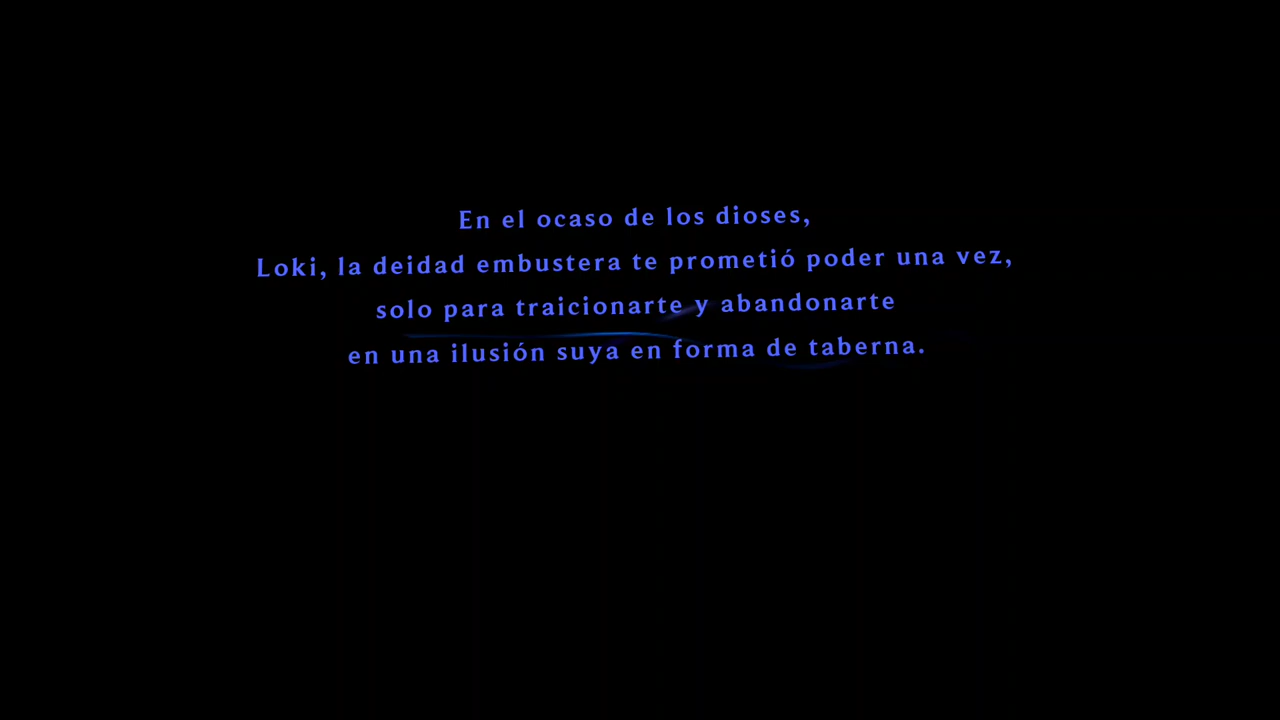 En el ocaso de los dioses,
Loki, la deidad embustera te prometió poder una vez,
solo para traicionarte y abandonarte
en una ilusión suya en forma de taberna.